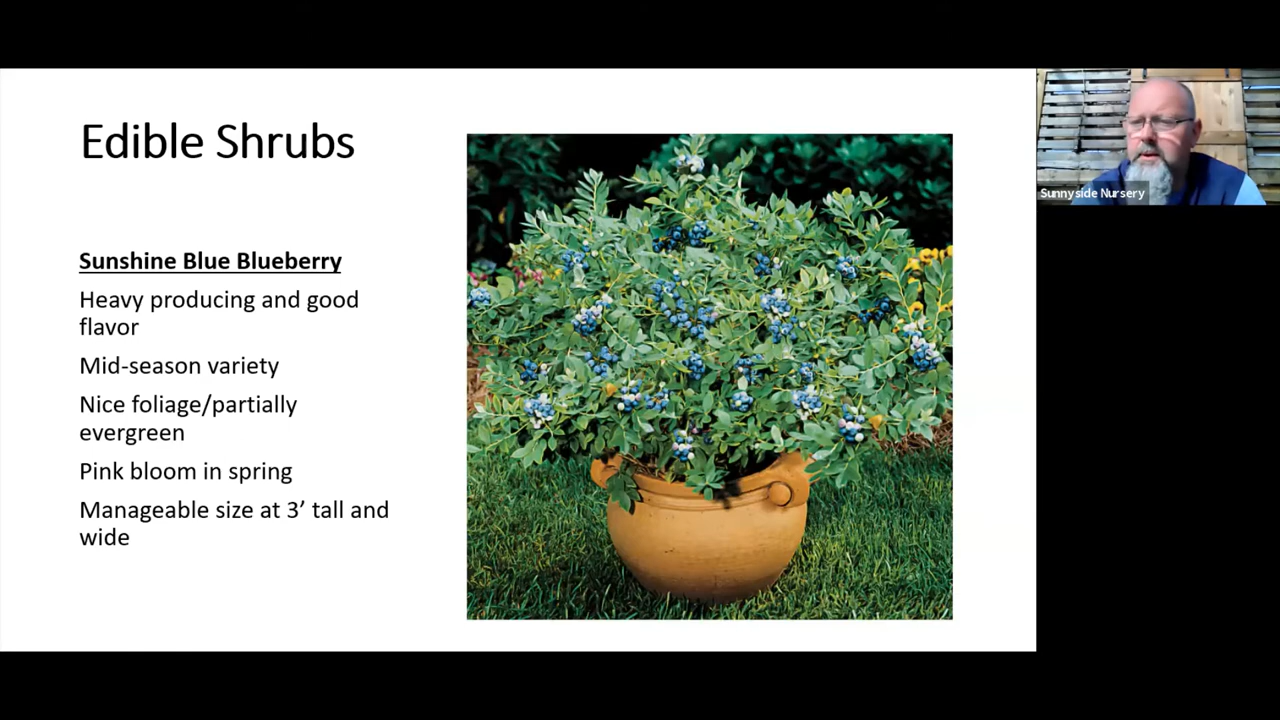 Edible Shrubs
Sunshine Blue Blueberry
Heavy producing and good
flavor
Mid-season variety
Nice foliage/partially
evergreen
Pink bloom in spring
Manageable size at 3’ tall and
wide
Sunnyside Nursery